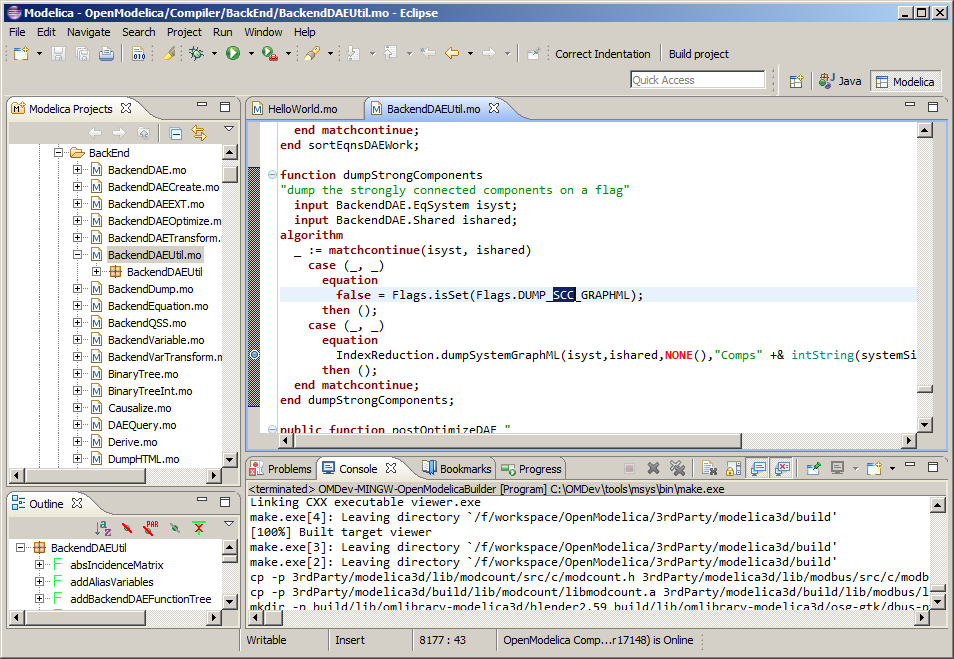 Modelica - OpenModelica/Compiler/BackEnd/BackendDAEUtil.mo - Eclipse
File Edit Navigate Search Project Run Window Help
Correct Indentation Build project
Quick Access
Java
Modelica
Modelica Projects
BackEnd
BackendDAE.mo
BackendDAECreate.mo
BackendDAEEXT.mo
BackendDAEOptimize.m
BackendDAETransform.
BackendDAEUtil.mo
BackendDAEUtil
BackendDump.mo
BackendEquation.mo
BackendQSS.mo
BackendVariable.mo
BackendVarTransform.m
BinaryTree.mo
BinaryTreeInt.mo
Causalize.mo
DAEQuery.mo
Derive.mo
DumpHTML.mo
Outline
BackendDAEUtil
absIncidenceMatrix
addAliasVariables
addBackendDAEFunctionTree
HelloWorld.mo
BackendDAEUtil.mo
end matchcontinue;
end sortEqnsDAEWork;
function dumpStrongComponents
"dump the strongly connected components on a flag"
input BackendDAE.EqSystem isyst;
input BackendDAE.Shared ishared;
algorithm
_ := matchcontinue(isyst, ishared)
case (_, _)
equation
false = Flags.isSet(Flags.DUMP_SCC_GRAPHML);
then ();
case (_, _)
equation
IndexReduction.dumpSystemGraphML(isyst,ishared,NONE(),"Comps" +& intString(systemSi
then ();
end matchcontinue;
end dumpStrongComponents;
public function postOptimizeDAE "
Problems
Console
Bookmarks
Progress
<terminated> OMDev-MINGW-OpenModelicaBuilder [Program] C:\OMDev\tools\msys\bin\make.exe
Linking CXX executable viewer.exe
make.exe[4]: Leaving directory `/f/workspace/OpenModelica/3rdParty/modelica3d/build'
[100%] Built target viewer
make.exe[3]: Leaving directory `/f/workspace/OpenModelica/3rdParty/modelica3d/build'
make.exe[2]: Leaving directory `/f/workspace/OpenModelica/3rdParty/modelica3d/build'
cp -p 3rdParty/modelica3d/lib/modcount/src/c/modcount.h 3rdParty/modelica3d/lib/modbus/src/c/modb
cp -p 3rdParty/modelica3d/build/lib/modcount/libmodcount.a 3rdParty/modelica3d/build/lib/modbus/l
mkdir -p build/lib/omlibrary-modelica3d/blender2.59 build/lib/omlibrary-modelica3d/osg-gtk/dbus-p
Writable
Insert
8177 : 43
OpenModelica Comp...r17148) is Online